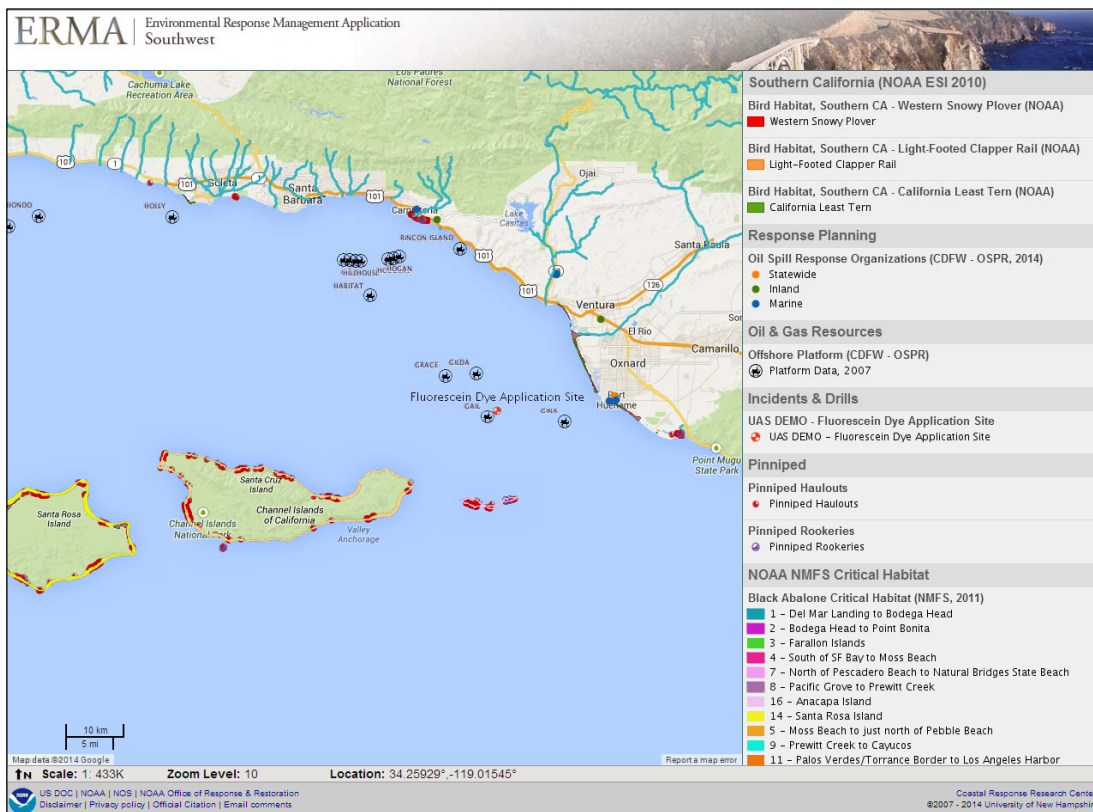 ERMA
Environmental Response Management Application
Southwest
Cachuma Lake
Recreation Area
Los Padres
National Forest
101
1
101
Goleta
1
Santa
Barbara
101
Carpinteria
Ojai
Lake
Casitas
Santa Paula
HOLLY
RINCON ISLAND
HOGAN
HABITAT
101
101
126
Ventura
El Rio
Camarillo
Oxnard
GRACE
GILDA
Fluorescein Dye Application Site
GAIL
GINA
Port
Hueneme
Point Mugu
State Park
Santa Cruz
Island
Santa Rosa
Island
Channel Islands
National Park
Channel Islands
of California
Valley
Anchorage
10 km
5 mi
Map data ©2014 Google
Report a map error
Southern California (NOAA ESI 2010)
Bird Habitat, Southern CA - Western Snowy Plover (NOAA)
Western Snowy Plover
Bird Habitat, Southern CA - Light-Footed Clapper Rail (NOAA)
Light-Footed Clapper Rail
Bird Habitat, Southern CA - California Least Tern (NOAA)
California Least Tern
Response Planning
Oil Spill Response Organizations (CDFW - OSPR, 2014)
Statewide
Inland
Marine
Oil & Gas Resources
Offshore Platform (CDFW - OSPR)
Platform Data, 2007
Incidents & Drills
UAS DEMO - Fluorescein Dye Application Site
UAS DEMO - Fluorescein Dye Application Site
Pinniped
Pinniped Haulouts
Pinniped Haulouts
Pinniped Rookeries
Pinniped Rookeries
NOAA NMFS Critical Habitat
Black Abalone Critical Habitat (NMFS, 2011)
1 - Del Mar Landing to Bodega Head
2 - Bodega Head to Point Bonita
3 - Farallon Islands
4 - South of SF Bay to Moss Beach
7 - North of Pescadero Beach to Natural Bridges State Beach
8 - Pacific Grove to Prewitt Creek
16 - Anacapa Island
14 - Santa Rosa Island
5 - Moss Beach to just north of Pebble Beach
9 - Prewitt Creek to Cayucos
11 - Palos Verdes/Torrance Border to Los Angeles Harbor
N Scale: 1: 433K Zoom Level: 10 Location: 34.25929°,-119.01545°
US DOC | NOAA | NOS | NOAA Office of Response & Restoration
Disclaimer | Privacy policy | Official Citation | Email comments
Coastal Response Research Cente
©2007 - 2014 University of New Hampshir